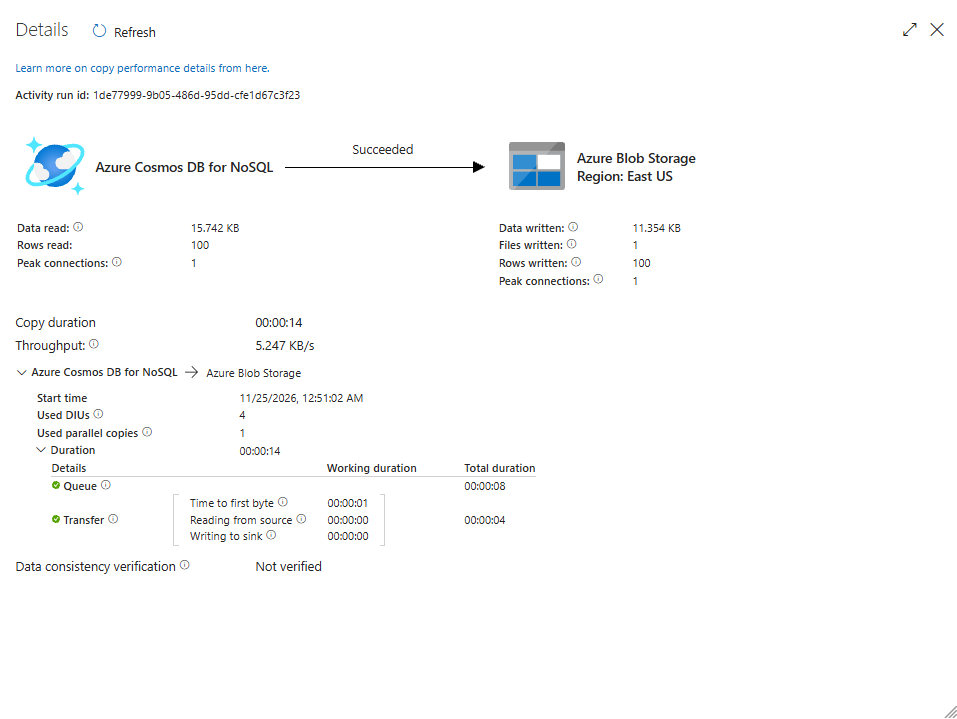 Details Refresh
Learn more on copy performance details from here.
Activity run id: 1de77999-9b05-486d-95dd-cfe1d67c3f23
Succeeded
Azure Cosmos DB for NoSQL
Azure Blob Storage
Region: East US
Data read: 15.742 KB
Rows read: 100
Peak connections: 1
Data written: 11.354 KB
Files written: 1
Rows written: 100
Peak connections: 1
Copy duration 00:00:14
Throughput: 5.247 KB/s
Azure Cosmos DB for NoSQL → Azure Blob Storage
Start time 11/25/2026, 12:51:02 AM
Used DIUs 4
Used parallel copies 1
Duration 00:00:14
Details Working duration Total duration
Queue 00:00:08
Time to first byte 00:00:01
Transfer Reading from source 00:00:00 00:00:04
Writing to sink 00:00:00
Data consistency verification Not verified